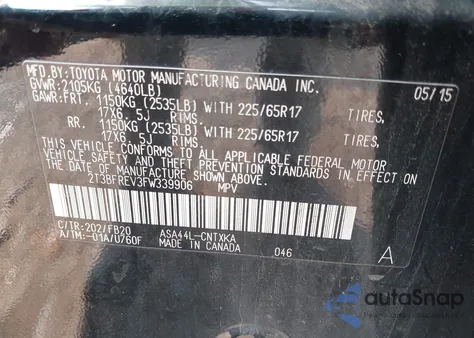 MFD.BY:TOYOTA MOTOR MANUFACTURING CANADA INC.
GVWR:2105KG (4640LB) 05/15
GAWR:FRT. 1150KG (2535LB) WITH 225/65R17 TIRES,
17X6.5J RIMS.
RR. 1150KG (2535LB) WITH 225/65R17 TIRES,
17X6.5J RIMS.
THIS VEHICLE CONFORMS TO ALL APPLICABLE FEDERAL MOTOR
VEHICLE SAFETY AND THEFT PREVENTION STANDARDS IN EFFECT ON
THE DATE OF MANUFACTURE SHOWN ABOVE.
2T3BFREV3FW339906 MPV
C/TR:202/FB20 ASA44L-CNTXKA
A/TM:-01A/U760F MADE IN CANADA 046 A
autoSnap